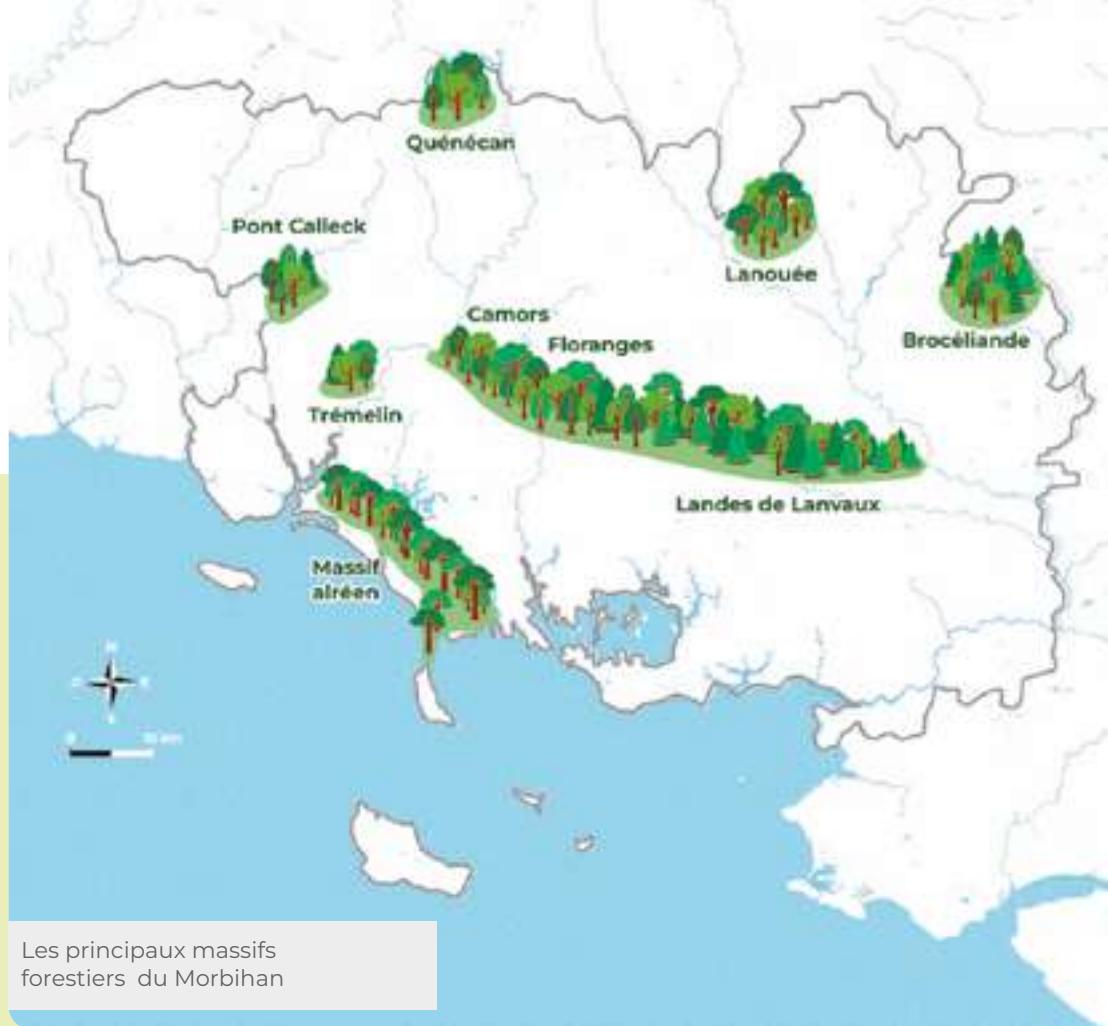 Quénécan
Pont Calleck
Lanouée
Brocéliande
Camors
Floranges
Trémelin
Landes de Lanvaux
Massif
alréen
Les principaux massifs
forestiers du Morbihan